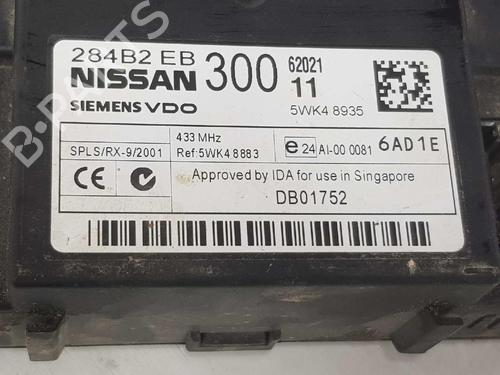 284B2 EB 300 62021
NISSAN 11
SIEMENS VDO 5WK4 8935
433 MHz
SPLS/RX-9/2001 Ref:5WK4 8883 e24 AI-00 0081 6AD1E
CE Approved by IDA for use in Singapore
DB01752
B-PARTS